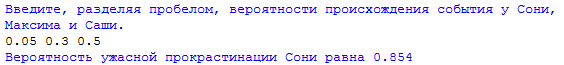 Введите, разделяя пробелом, вероятности происхождения события у Сони,
Максима и Саши.
0.05 0.3 0.5
Вероятность ужасной прокрастинации Сони равна 0.854